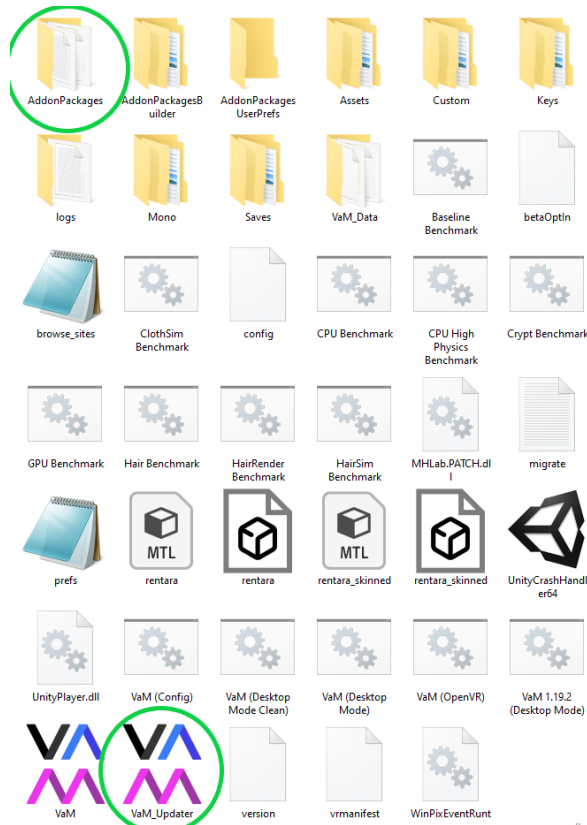 AddonPackages
AddonPackagesB
uilder
AddonPackages
UserPrefs
Assets
Custom
Keys
logs
Mono
Saves
VaM_Data
Baseline
Benchmark
betaOptIn
browse_sites
ClothSim
Benchmark
config
CPU Benchmark
CPU High
Physics
Benchmark
Crypt Benchmark
GPU Benchmark
Hair Benchmark
HairRender
Benchmark
HairSim
Benchmark
MHLab.PATCH.dl
l
migrate
prefs
MTL
rentara
rentara
MTL
rentara_skinned
rentara_skinned
UnityCrashHandl
er64
UnityPlayer.dll
VaM (Config)
VaM (Desktop
Mode Clean)
VaM (Desktop
Mode)
VaM (OpenVR)
VaM 1.19.2
(Desktop Mode)
VAM
VaM
VAM
VaM_Updater
version
vrmanifest
WinPixEventRunt